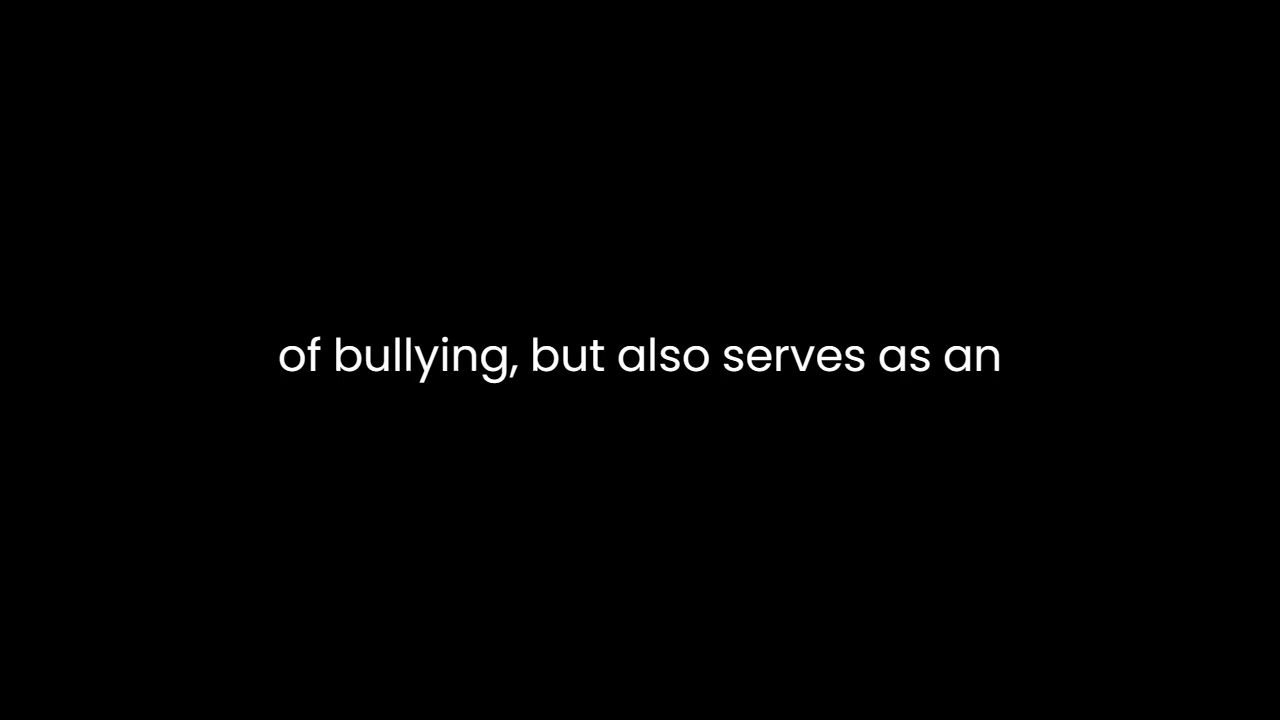 of bullying, but also serves as an